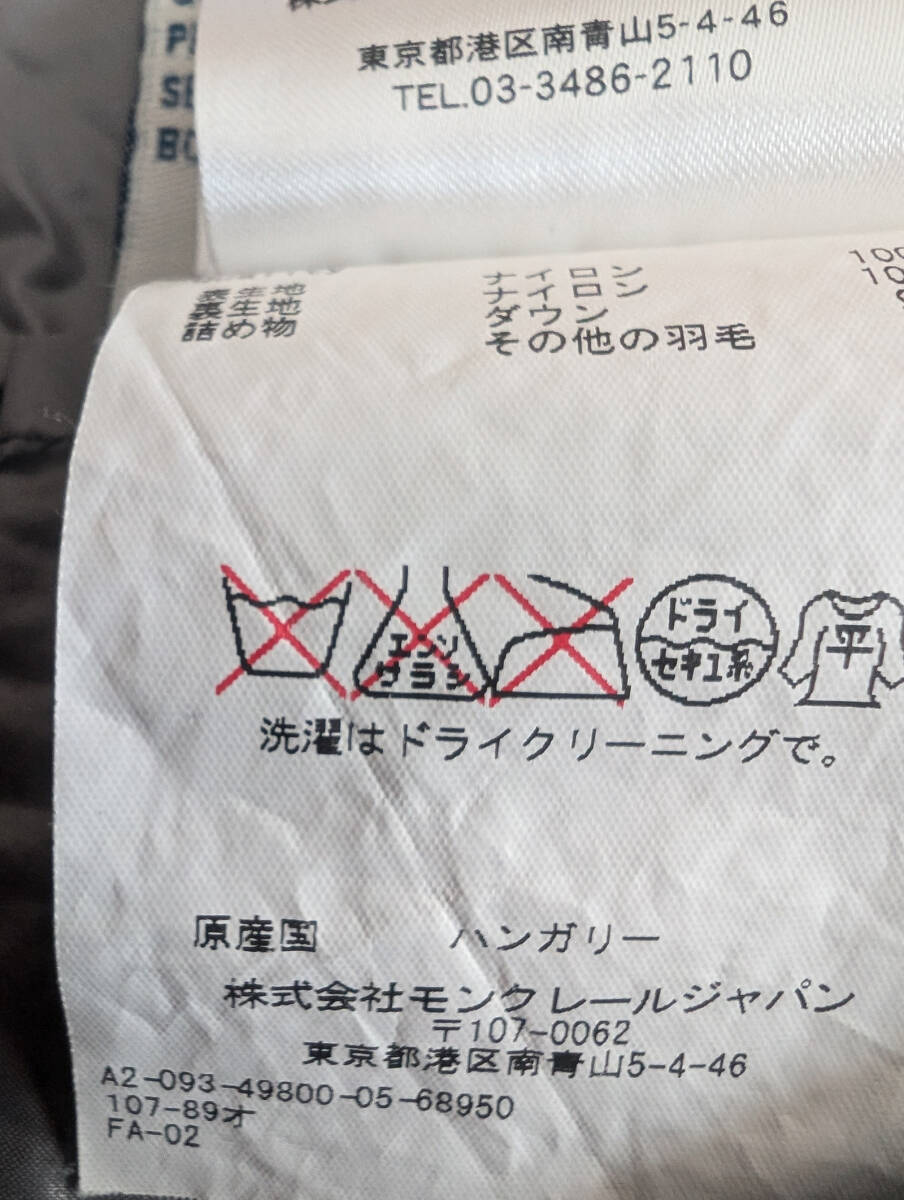 東京都港区南青山5-4-46
TEL.03-3486-2110
表生地 ナイロン
裏生地 ナイロン
詰め物 ダウン
その他の羽毛
エンソ
サラシ
ドライ
セキユ系
平
洗濯はドライクリーニングで。
原産国 ハンガリー
株式会社モンクレールジャパン
〒107-0062
東京都港区南青山5-4-46
A2-093-49800-05-68950
107-89オ
FA-02